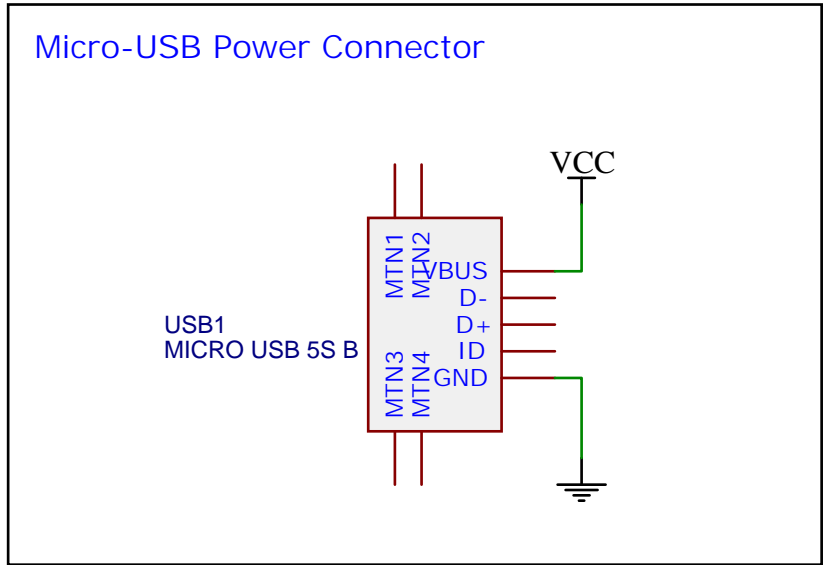 Micro-USB Power Connector
VCC
MTN1
MTN2
VBUS
D-
D+
ID
GND
USB1
MICRO USB 5S B
MTN3
MTN4